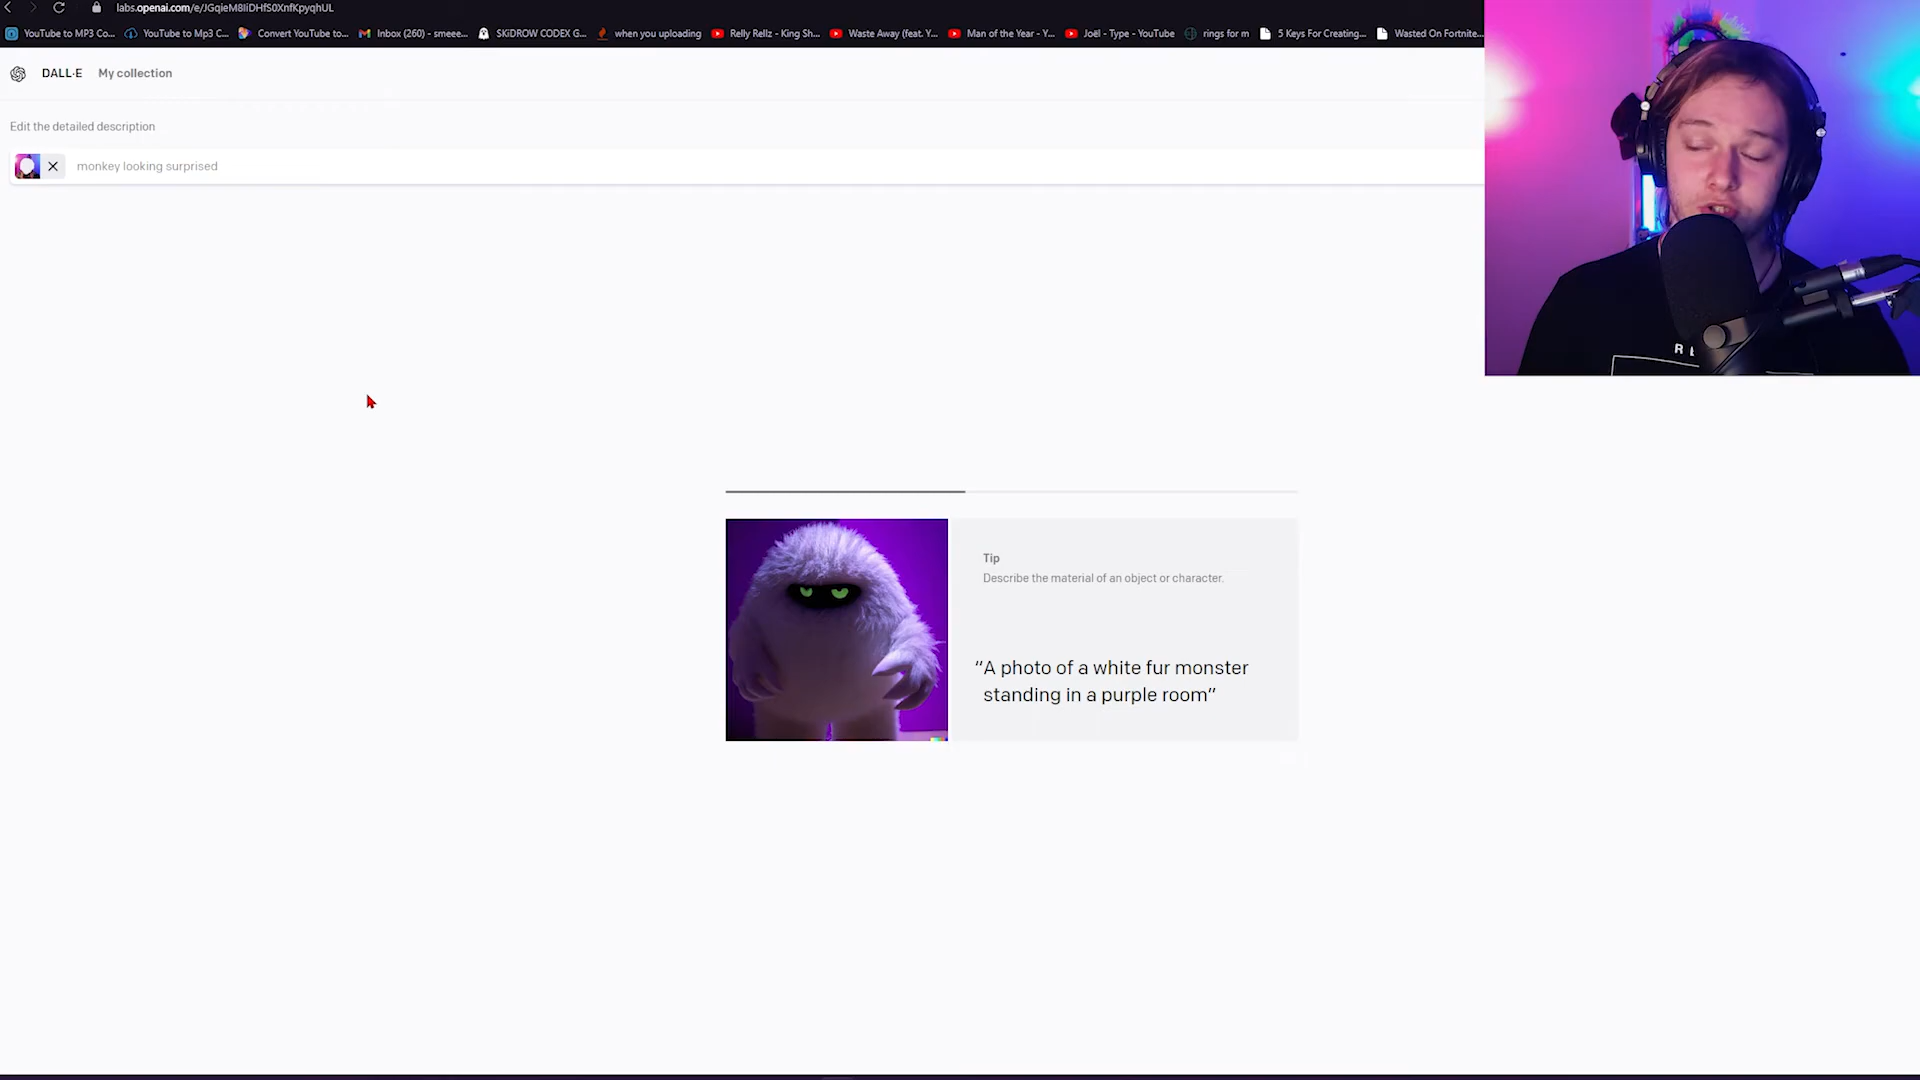 labs.openai.com/e/JGqieM8IiDHfS0XnfKpyqhUL
YouTube to MP3 Co... YouTube to Mp3 C... Convert YouTube to... Inbox (260) - smeee... SKiDROW CODEX G... when you uploading Relly Rellz - King Sh... Waste Away (feat. Y... Man of the Year - Y... Joël - Type - YouTube rings for m 5 Keys For Creating... Wasted On Fortnite...
DALL·E My collection
Edit the detailed description
monkey looking surprised
Tip
Describe the material of an object or character.
“A photo of a white fur monster
standing in a purple room”